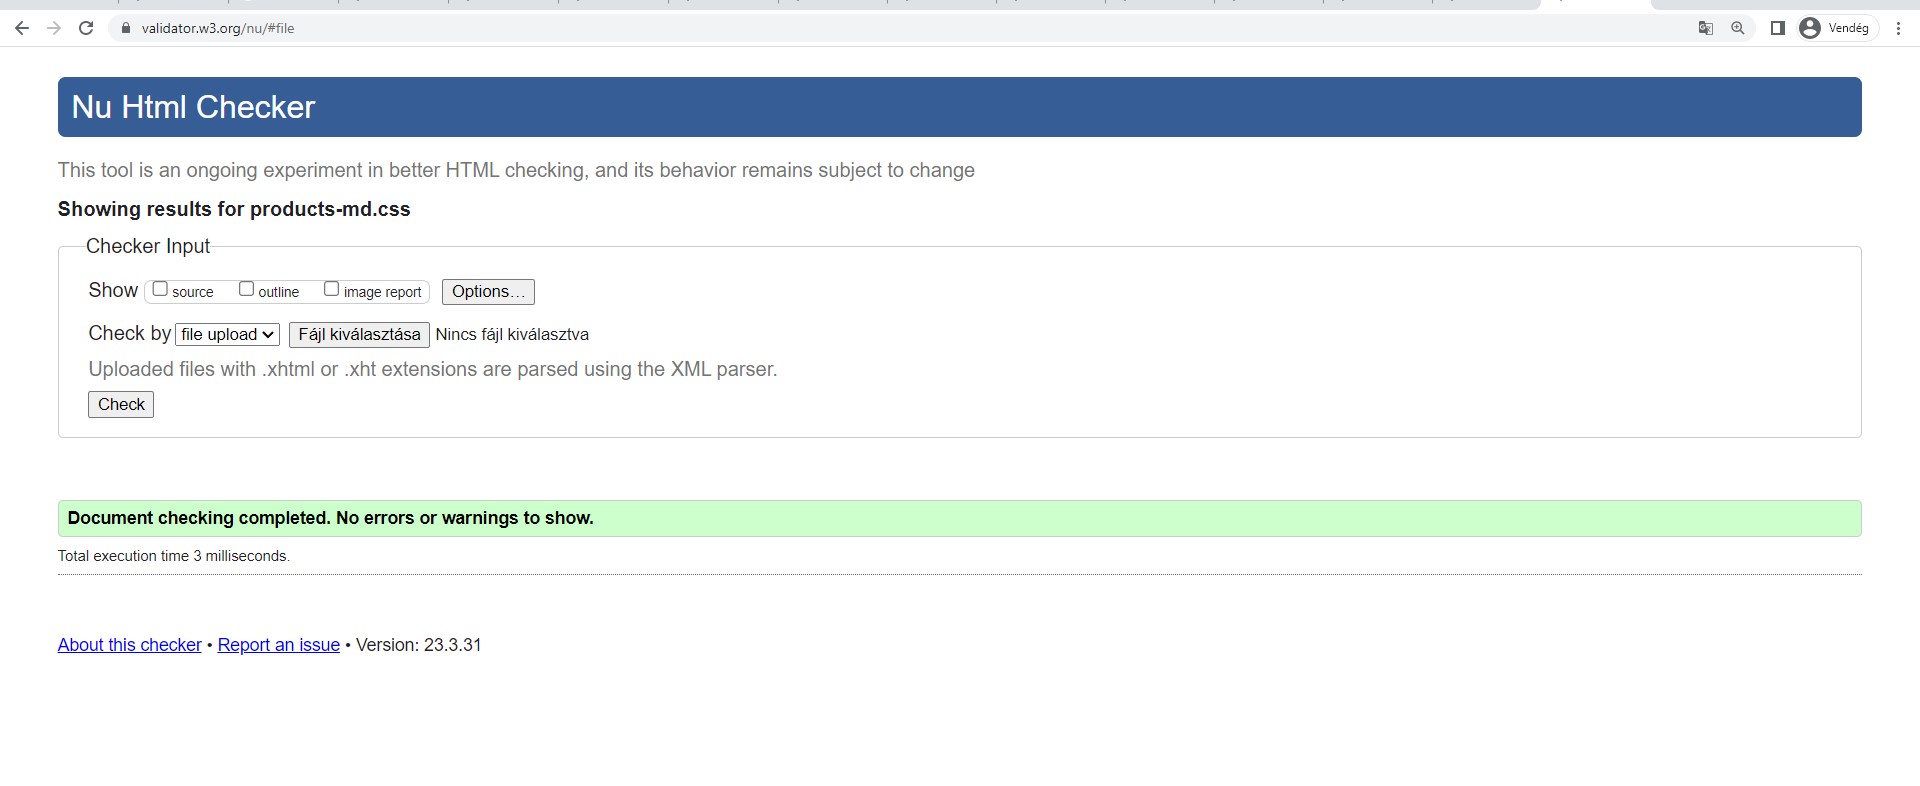 validator.w3.org/nu/#file
Vendég
Nu Html Checker
This tool is an ongoing experiment in better HTML checking, and its behavior remains subject to change
Showing results for products-md.css
Checker Input
Show source outline image report Options...
Check by file upload Fájl kiválasztása Nincs fájl kiválasztva
Uploaded files with .xhtml or .xht extensions are parsed using the XML parser.
Check
Document checking completed. No errors or warnings to show.
Total execution time 3 milliseconds.
About this checker • Report an issue • Version: 23.3.31